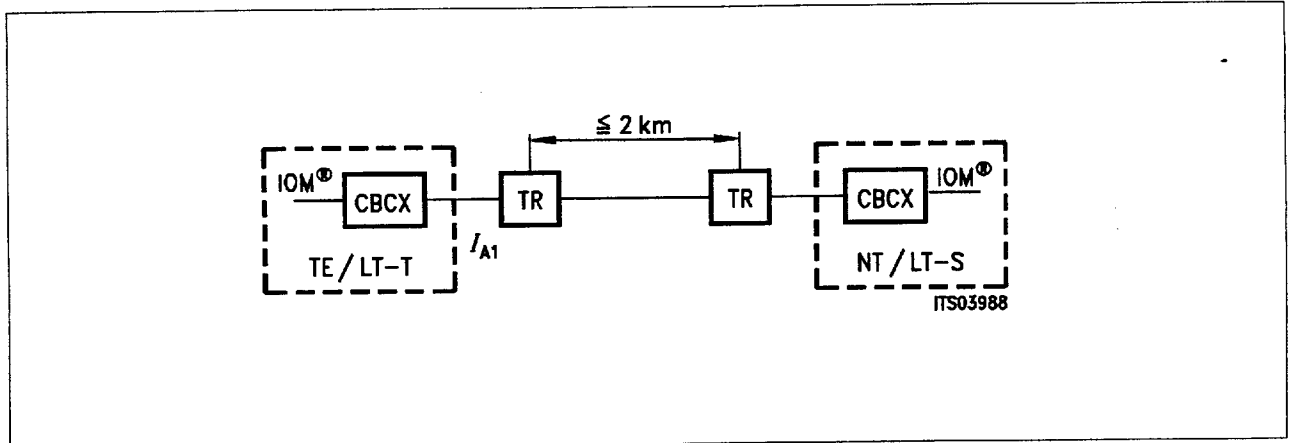 ≦ 2 km
IOM®
CBCX
TR
TR
CBCX
IOM®
I_A1
TE / LT-T
NT / LT-S
ITS03988